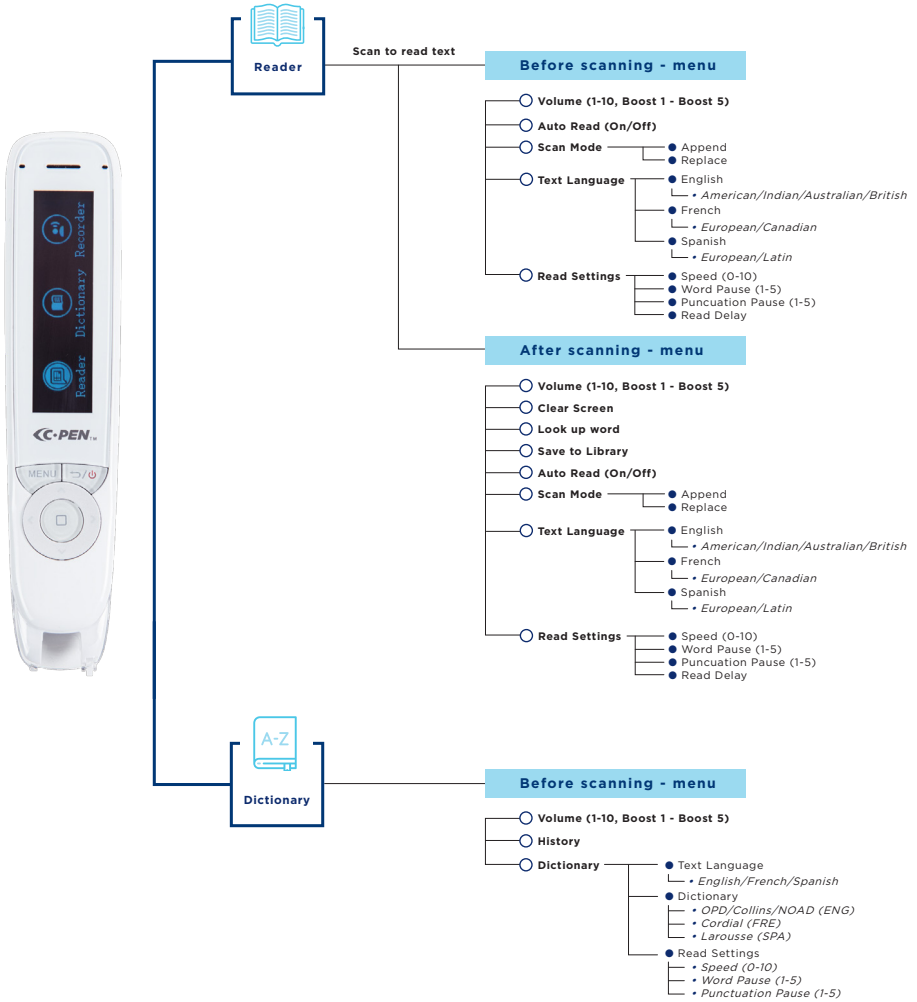 Reader
Scan to read text
Before scanning - menu
Volume (1-10, Boost 1 - Boost 5)
Auto Read (On/Off)
Scan Mode
Append
Replace
Text Language
English
• American/Indian/Australian/British
French
• European/Canadian
Spanish
• European/Latin
Read Settings
Speed (0-10)
Word Pause (1-5)
Puncuation Pause (1-5)
Read Delay
After scanning - menu
Volume (1-10, Boost 1 - Boost 5)
Clear Screen
Look up word
Save to Library
Auto Read (On/Off)
Scan Mode
Append
Replace
Text Language
English
• American/Indian/Australian/British
French
• European/Canadian
Spanish
• European/Latin
Read Settings
Speed (0-10)
Word Pause (1-5)
Puncuation Pause (1-5)
Read Delay
Reader Dictionary Recorder
C·PEN™
MENU
A-Z
Dictionary
Before scanning - menu
Volume (1-10, Boost 1 - Boost 5)
History
Dictionary
Text Language
• English/French/Spanish
Dictionary
• OPD/Collins/NOAD (ENG)
• Cordial (FRE)
• Larousse (SPA)
Read Settings
• Speed (0-10)
• Word Pause (1-5)
• Punctuation Pause (1-5)